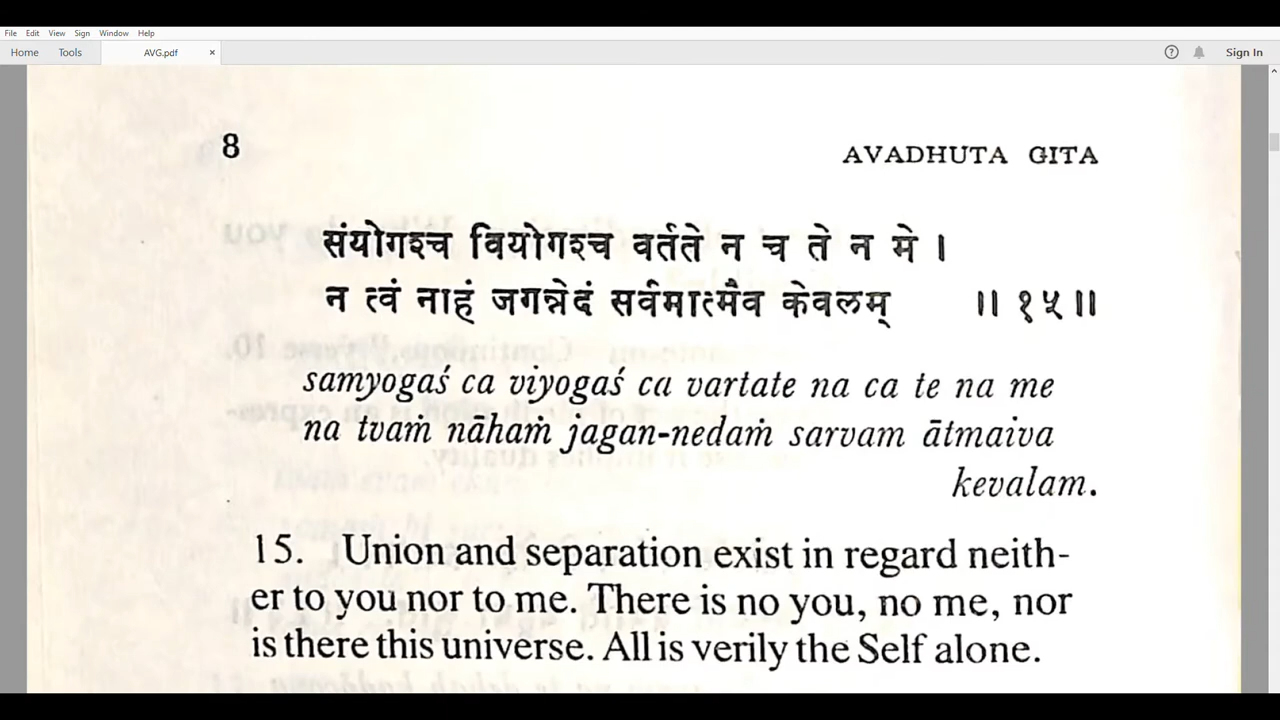 File Edit View Sign Window Help
Home Tools AVG.pdf × ? Sign In
8 AVADHUTA GITA
संयोगश्च वियोगश्च वर्तते न च ते न मे ।
न त्वं नाहं जगन्नेदं सर्वमात्मैव केवलम् ॥ १५ ॥
samyogaś ca viyogaś ca vartate na ca te na me
na tvaṁ nāhaṁ jagan-nedaṁ sarvam ātmaiva
kevalam.
15. Union and separation exist in regard neith-
er to you nor to me. There is no you, no me, nor
is there this universe. All is verily the Self alone.